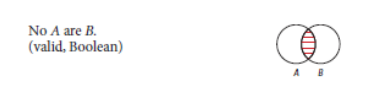 No A are B.
(valid, Boolean)
A B